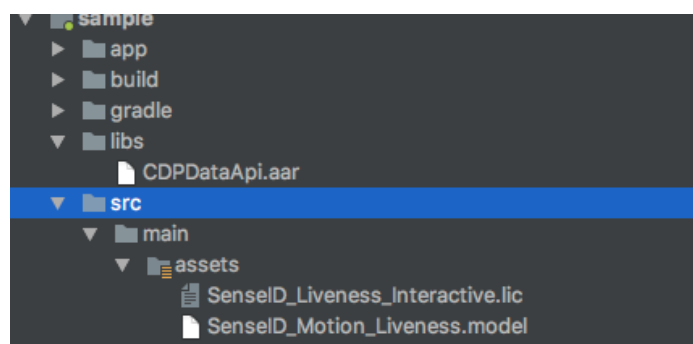 sample
app
build
gradle
libs
CDPDataApi.aar
src
main
assets
SenseID_Liveness_Interactive.lic
SenseID_Motion_Liveness.model